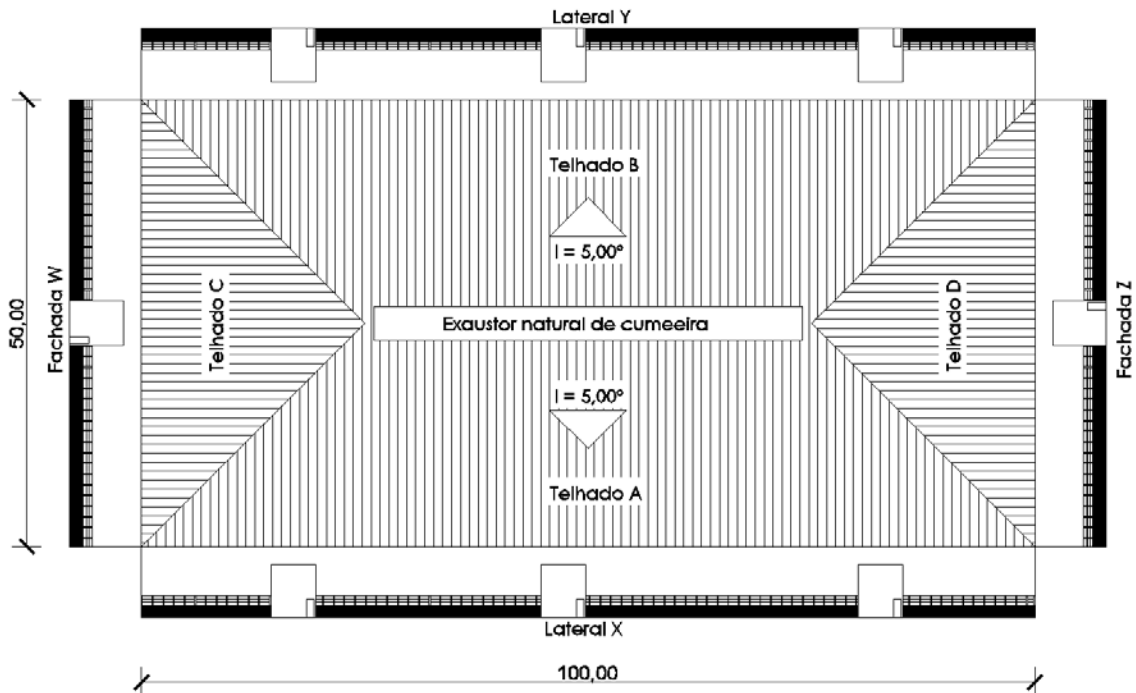 Lateral Y
Telhado B
I = 5,00°
Fachada W
50,00
Telhado C
Exaustor natural de cumeeira
Telhado D
Fachada Z
I = 5,00°
Telhado A
Lateral X
100,00